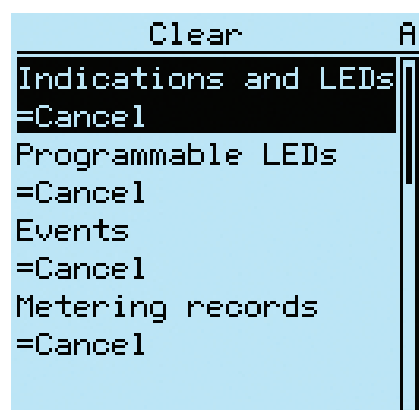 Clear A
Indications and LEDs
=Cancel
Programmable LEDs
=Cancel
Events
=Cancel
Metering records
=Cancel